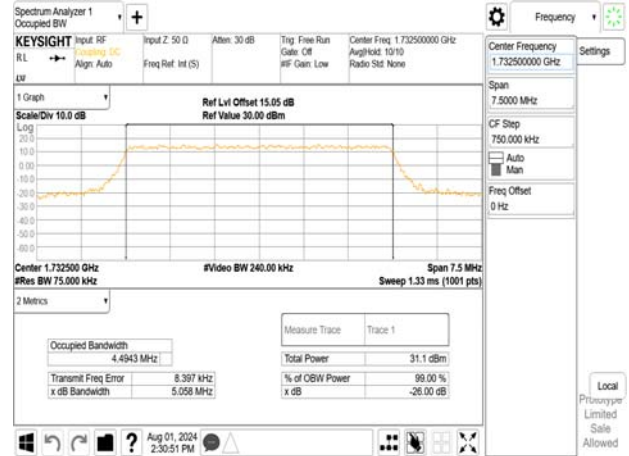 Spectrum Analyzer 1
Occupied BW
+
Frequency
KEYSIGHT
RL
Input: RF
Coupling: DC
Align: Auto
Input Z: 50 Ω
Freq Ref: Int (S)
Atten: 30 dB
Trig: Free Run
Gate: Off
#IF Gain: Low
Center Freq: 1.732500000 GHz
Avg|Hold: 10/10
Radio Std: None
Center Frequency
1.732500000 GHz
Settings
Span
7.5000 MHz
CF Step
750.000 kHz
Auto
Man
Freq Offset
0 Hz
1 Graph
Scale/Div 10.0 dB
Ref Lvl Offset 15.05 dB
Ref Value 30.00 dBm
Log
20.0
10.0
0.00
-10.0
-20.0
-30.0
-40.0
-50.0
-60.0
Center 1.732500 GHz
#Video BW 240.00 kHz
Span 7.5 MHz
#Res BW 75.000 kHz
Sweep 1.33 ms (1001 pts)
2 Metrics
Measure Trace
Trace 1
Occupied Bandwidth
4.4943 MHz
Total Power
31.1 dBm
Transmit Freq Error
8.397 kHz
% of OBW Power
99.00 %
x dB Bandwidth
5.058 MHz
x dB
-26.00 dB
Local
Prototype
Limited
Sale
Allowed
?
Aug 01, 2024
2:30:51 PM